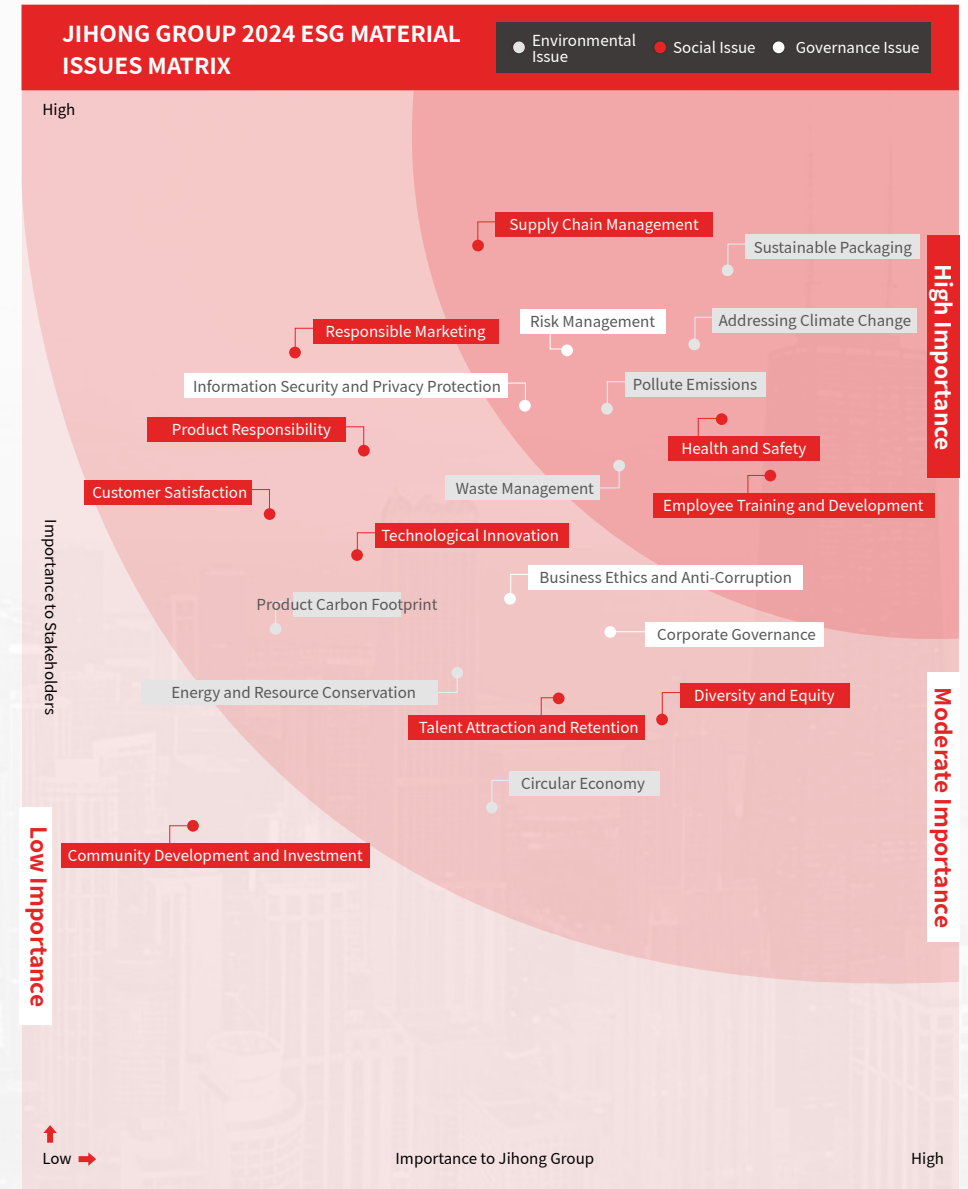 JIHONG GROUP 2024 ESG MATERIAL
ISSUES MATRIX
Environmental
Issue
Social Issue
Governance Issue
High
Supply Chain Management
Sustainable Packaging
High Importance
Risk Management
Addressing Climate Change
Responsible Marketing
Information Security and Privacy Protection
Pollute Emissions
Product Responsibility
Health and Safety
Waste Management
Customer Satisfaction
Employee Training and Development
Technological Innovation
Importance to Stakeholders
Business Ethics and Anti-Corruption
Product Carbon Footprint
Corporate Governance
Energy and Resource Conservation
Diversity and Equity
Talent Attraction and Retention
Moderate Importance
Circular Economy
Low Importance
Community Development and Investment
Low
Importance to Jihong Group
High